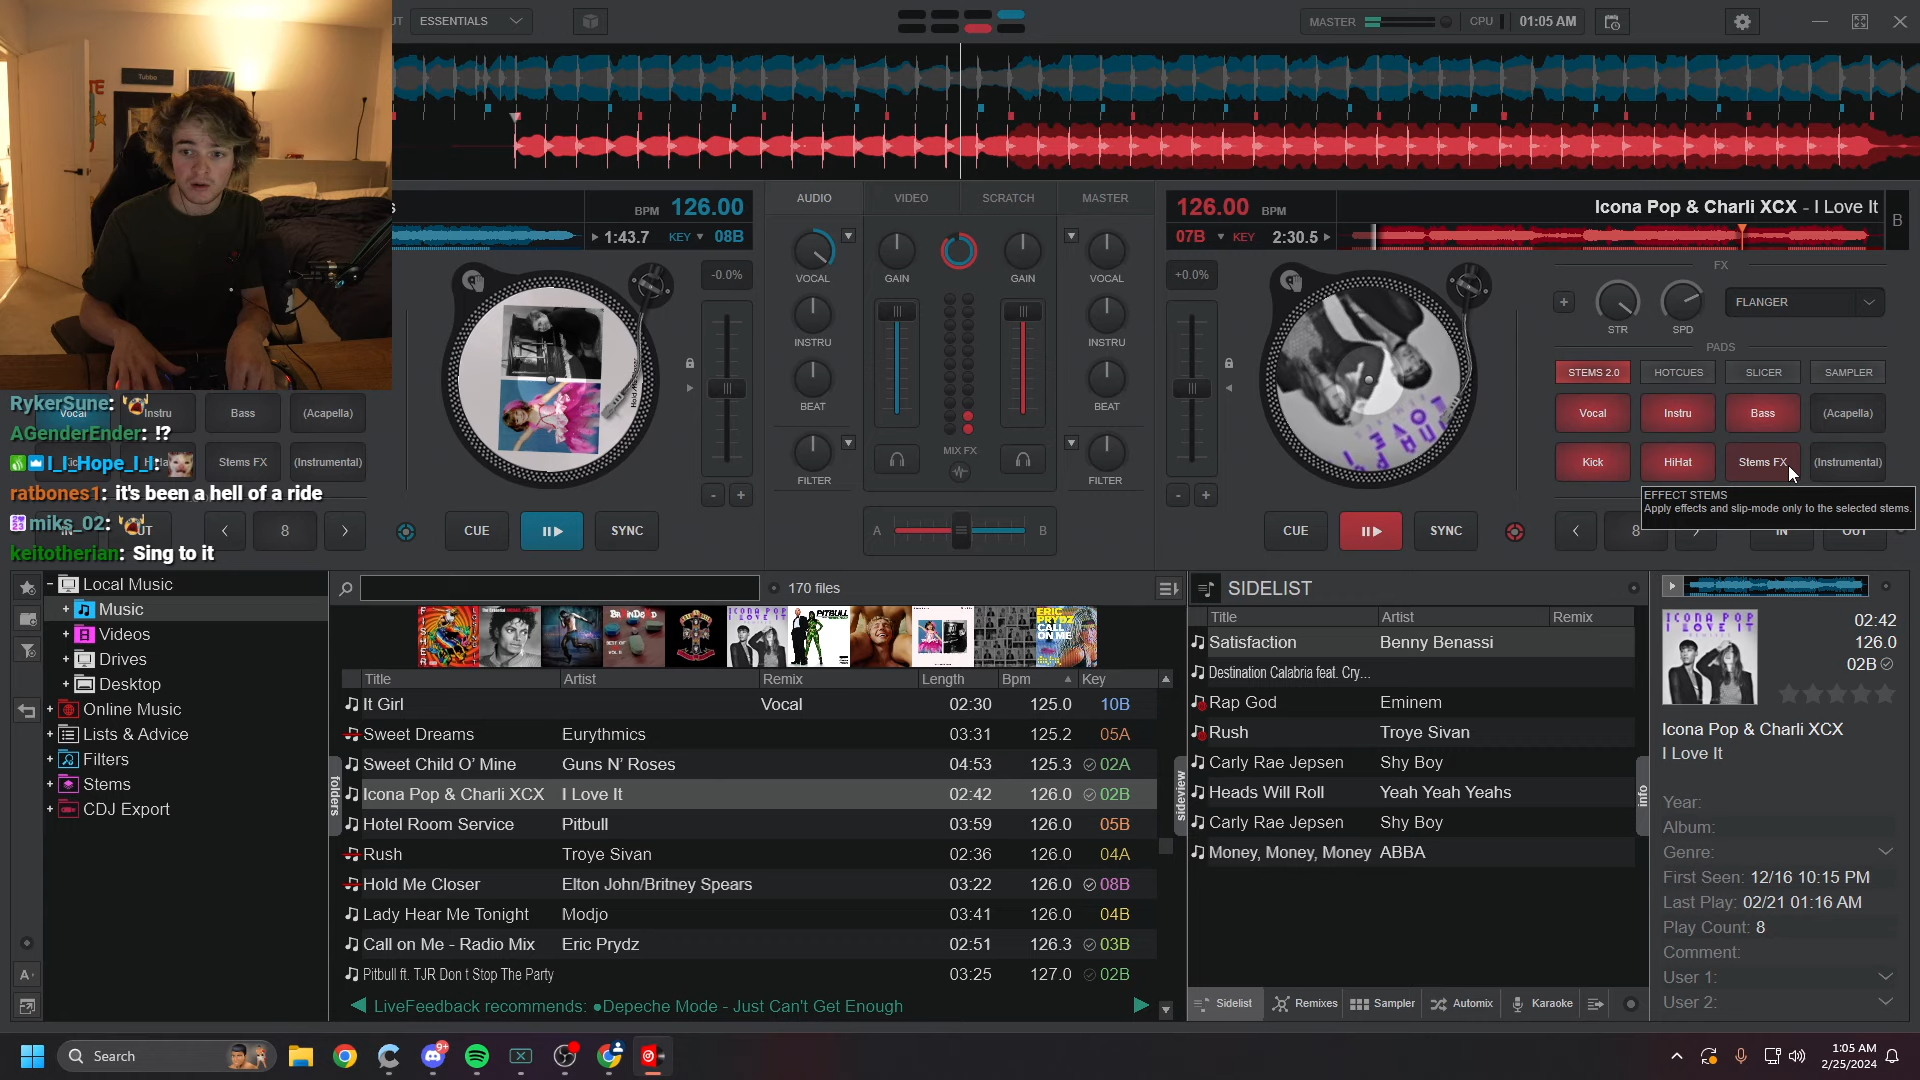 UT ESSENTIALS
MASTER CPU 01:05 AM
Tubbo
S
BPM 126.00
1:43.7 KEY 08B
-0.0%
AUDIO VIDEO SCRATCH MASTER
VOCAL GAIN GAIN VOCAL
INSTRU INSTRU
BEAT BEAT
MIX FX
FILTER FILTER
A B
126.00 BPM
Icona Pop & Charli XCX - I Love It
B
07B KEY 2:30.5
+0.0%
FX
+ STR SPD FLANGER
PADS
STEMS 2.0 HOTCUES SLICER SAMPLER
Vocal Instru Bass (Acapella)
Kick HiHat Stems FX (Instrumental)
EFFECT STEMS
Apply effects and slip-mode only to the selected stems.
CUE SYNC < 8 > IN OUT
Vocal Instru Bass (Acapella)
Stems FX (Instrumental)
< 8 > CUE SYNC
- +
- +
RykerSune:
AGenderEnder: !?
I_I_Hope_I_I:
ratbones1: it's been a hell of a ride
miks_02:
keitotherian: Sing to it
Local Music
Music
Videos
Drives
Desktop
Online Music
Lists & Advice
Filters
Stems
CDJ Export
folders
170 files
Title Artist Remix Length Bpm Key
It Girl Vocal 02:30 125.0 10B
Sweet Dreams Eurythmics 03:31 125.2 05A
Sweet Child O’ Mine Guns N’ Roses 04:53 125.3 02A
Icona Pop & Charli XCX I Love It 02:42 126.0 02B
Hotel Room Service Pitbull 03:59 126.0 05B
Rush Troye Sivan 02:36 126.0 04A
Hold Me Closer Elton John/Britney Spears 03:22 126.0 08B
Lady Hear Me Tonight Modjo 03:41 126.0 04B
Call on Me - Radio Mix Eric Prydz 02:51 126.3 03B
Pitbull ft. TJR Don t Stop The Party 03:25 127.0 02B
LiveFeedback recommends: ●Depeche Mode - Just Can't Get Enough
sideview
SIDELIST
Title Artist Remix
Satisfaction Benny Benassi
Destination Calabria feat. Cry...
Rap God Eminem
Rush Troye Sivan
Carly Rae Jepsen Shy Boy
Heads Will Roll Yeah Yeah Yeahs
Carly Rae Jepsen Shy Boy
Money, Money, Money ABBA
Sidelist Remixes Sampler Automix Karaoke
info
ICONA POP
I LOVE IT
02:42
126.0
02B
Icona Pop & Charli XCX
I Love It
Year:
Album:
Genre:
First Seen: 12/16 10:15 PM
Last Play: 02/21 01:16 AM
Play Count: 8
Comment:
User 1:
User 2:
Search
9+
1:05 AM
2/25/2024